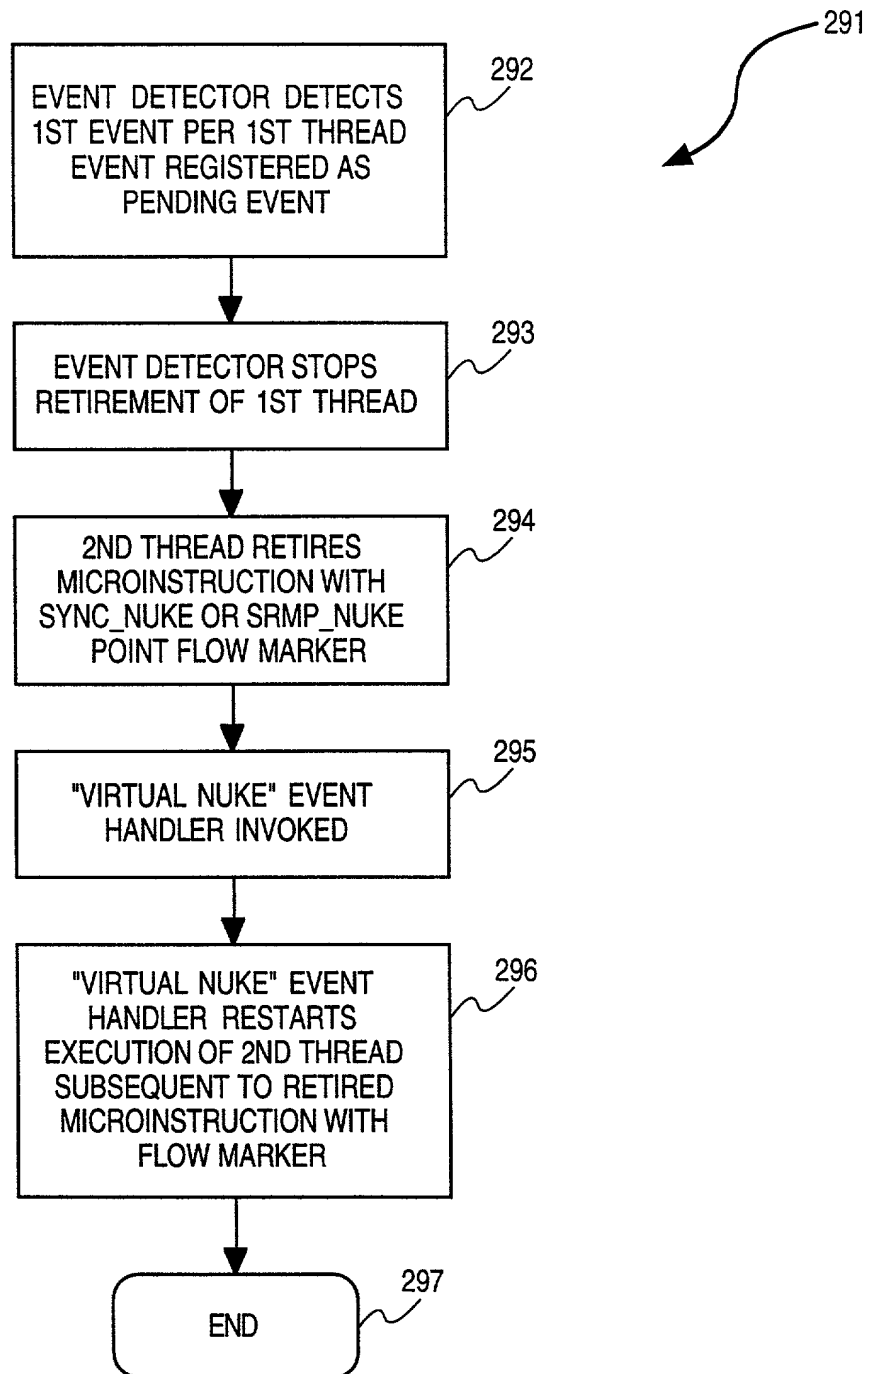 291
292
EVENT DETECTOR DETECTS
1ST EVENT PER 1ST THREAD
EVENT REGISTERED AS
PENDING EVENT
293
EVENT DETECTOR STOPS
RETIREMENT OF 1ST THREAD
294
2ND THREAD RETIRES
MICROINSTRUCTION WITH
SYNC_NUKE OR SRMP_NUKE
POINT FLOW MARKER
295
"VIRTUAL NUKE" EVENT
HANDLER INVOKED
296
"VIRTUAL NUKE" EVENT
HANDLER RESTARTS
EXECUTION OF 2ND THREAD
SUBSEQUENT TO RETIRED
MICROINSTRUCTION WITH
FLOW MARKER
297
END